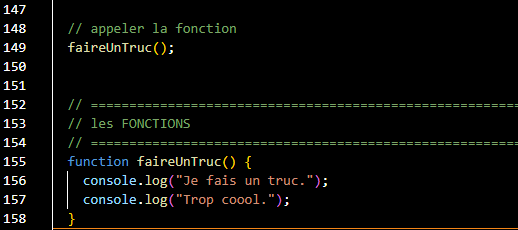 147
148 // appeler la fonction
149 faireUnTruc();
150
151
152 // ========================================================
153 // les FONCTIONS
154 // ========================================================
155 function faireUnTruc() {
156 console.log("Je fais un truc.");
157 console.log("Trop coool.");
158 }